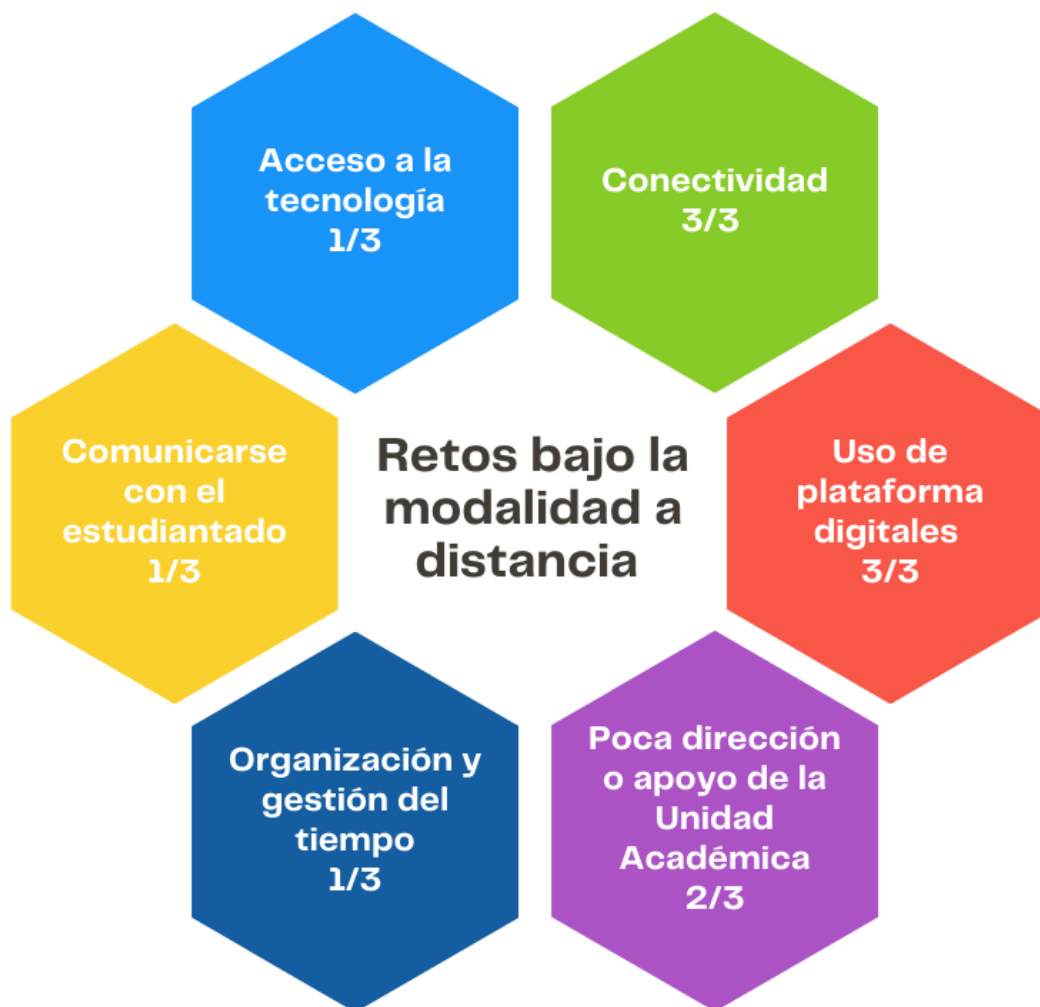 Acceso a la
tecnología
1/3
Conectividad
3/3
Comunicarse
con el
estudiantado
1/3
Retos bajo la
modalidad a
distancia
Uso de
plataforma
digitales
3/3
Organización y
gestión del
tiempo
1/3
Poca dirección
o apoyo de la
Unidad
Académica
2/3